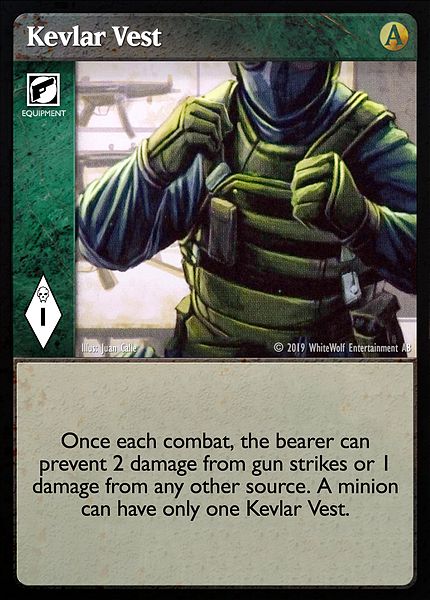 Kevlar Vest
A
EQUIPMENT
1
Illus: Juan Calle
© 2019 WhiteWolf Entertainment AB
Once each combat, the bearer can
prevent 2 damage from gun strikes or 1
damage from any other source. A minion
can have only one Kevlar Vest.